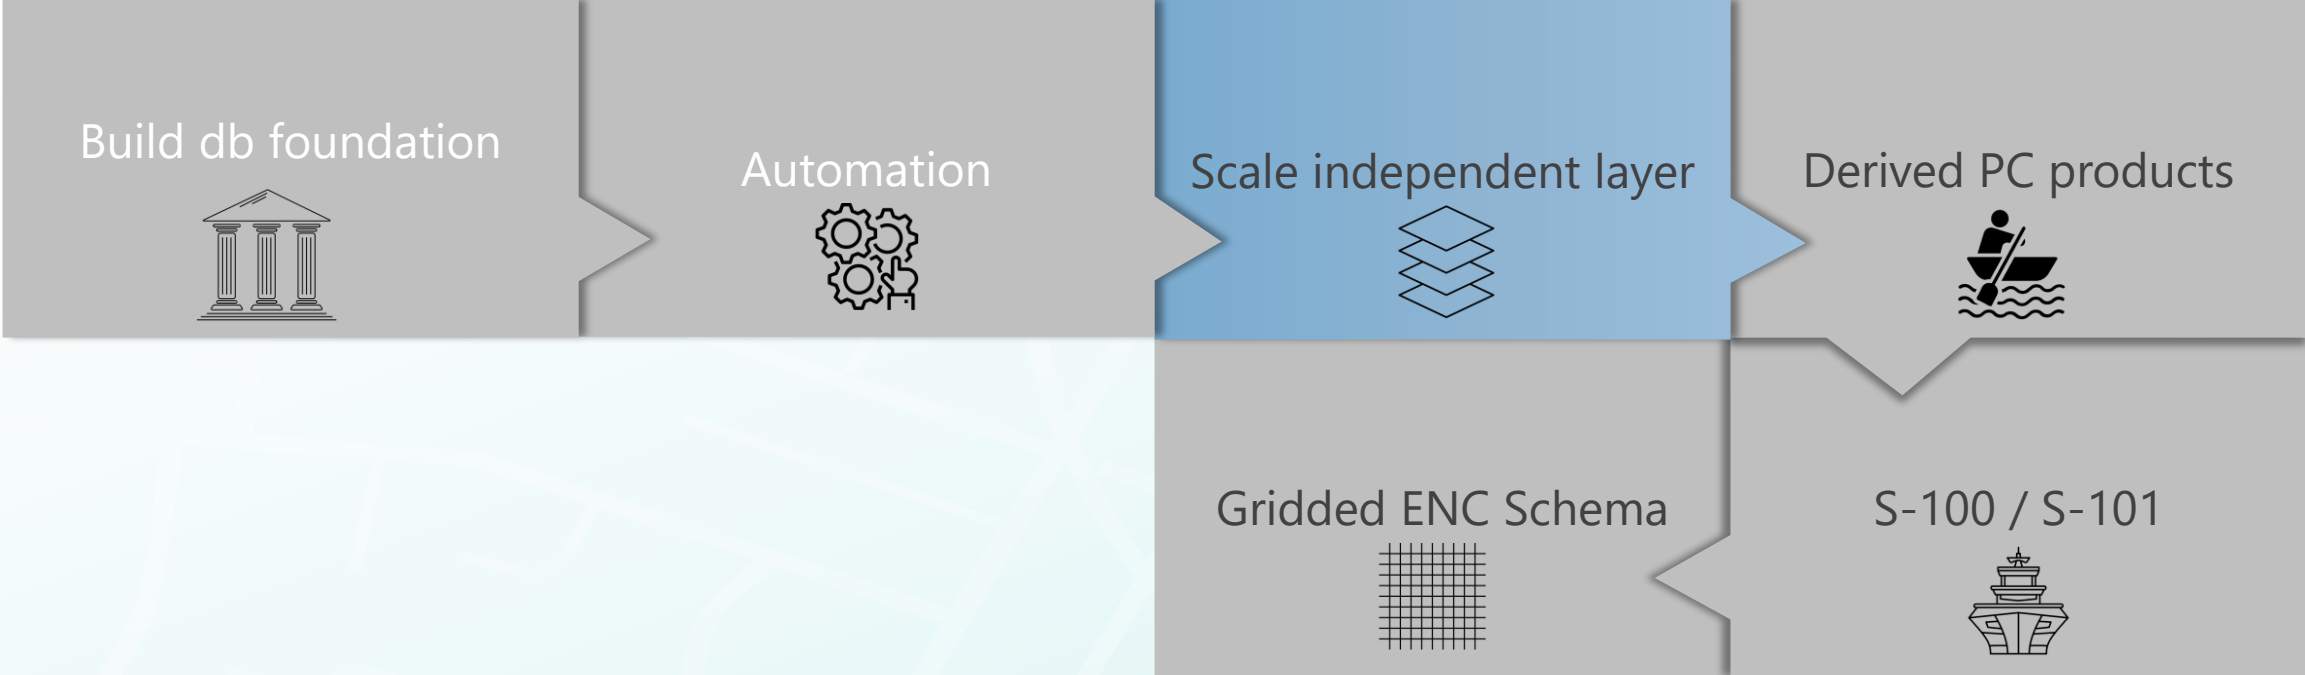 Build db foundation
Automation
Scale independent layer
Derived PC products
S-100 / S-101
Gridded ENC Schema